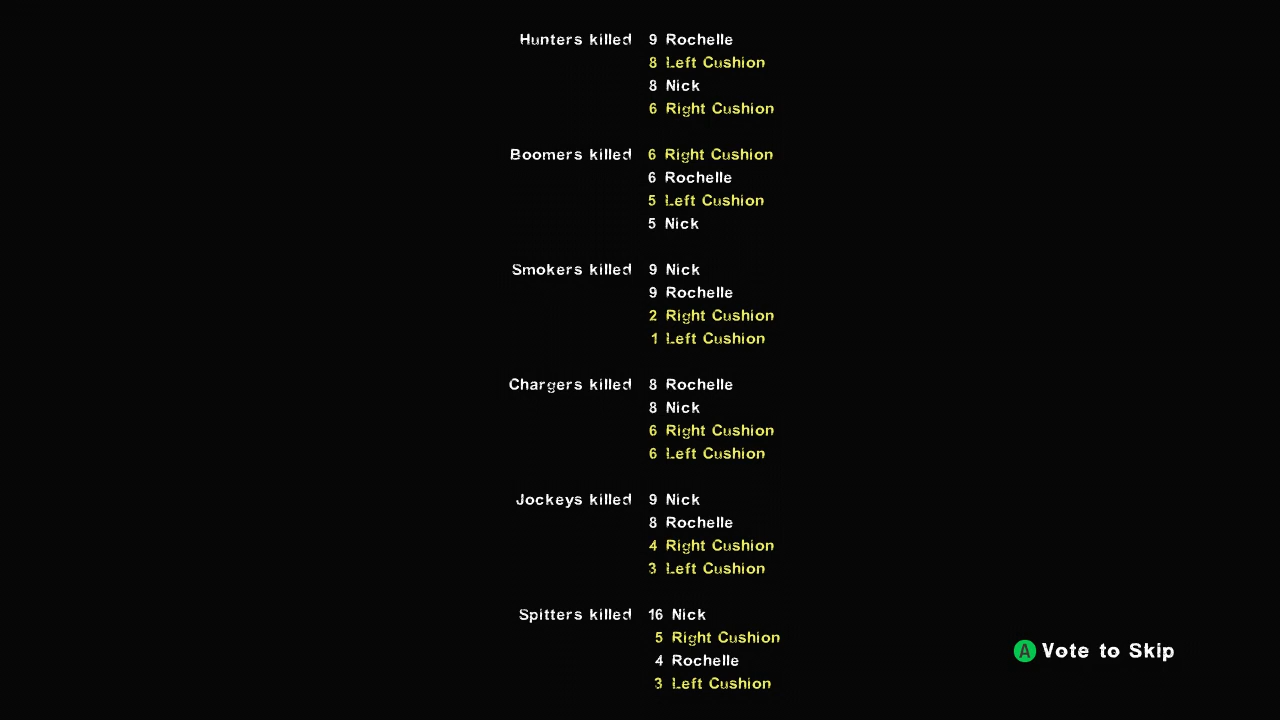 Hunters killed 9 Rochelle
8 Left Cushion
8 Nick
6 Right Cushion
Boomers killed 6 Right Cushion
6 Rochelle
5 Left Cushion
5 Nick
Smokers killed 9 Nick
9 Rochelle
2 Right Cushion
1 Left Cushion
Chargers killed 8 Rochelle
8 Nick
6 Right Cushion
6 Left Cushion
Jockeys killed 9 Nick
8 Rochelle
4 Right Cushion
3 Left Cushion
Spitters killed 16 Nick
5 Right Cushion
4 Rochelle
3 Left Cushion
A Vote to Skip